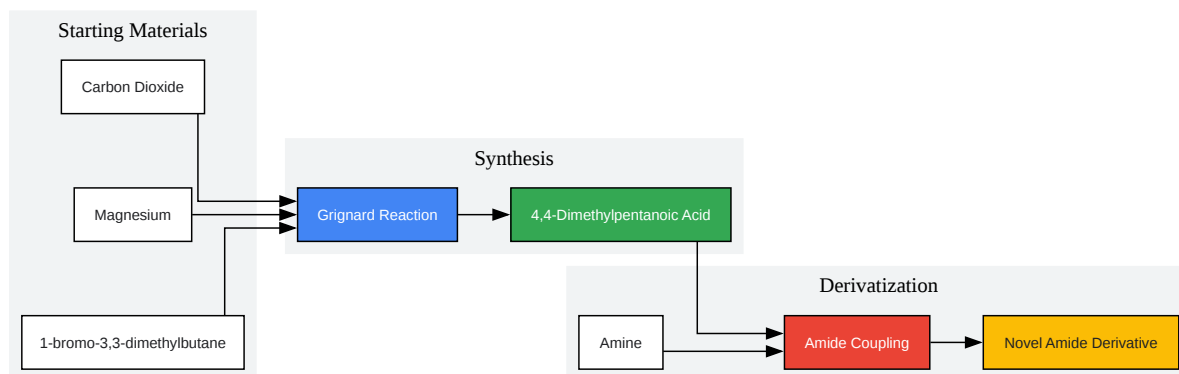 Starting Materials
Carbon Dioxide
Magnesium
1-bromo-3,3-dimethylbutane
Synthesis
Grignard Reaction
4,4-Dimethylpentanoic Acid
Derivatization
Amine
Amide Coupling
Novel Amide Derivative